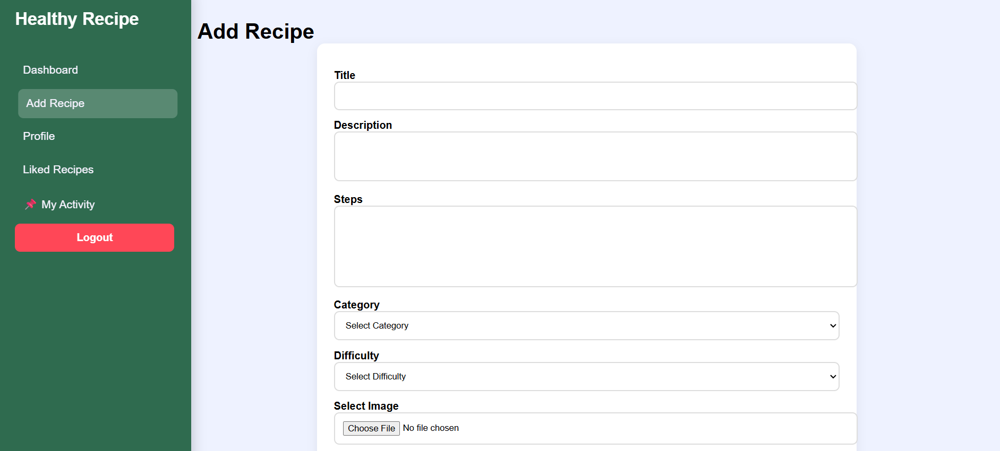 Healthy Recipe
Dashboard
Add Recipe
Profile
Liked Recipes
📌 My Activity
Logout
Add Recipe
Title
Description
Steps
Category
Select Category
Difficulty
Select Difficulty
Select Image
Choose File No file chosen